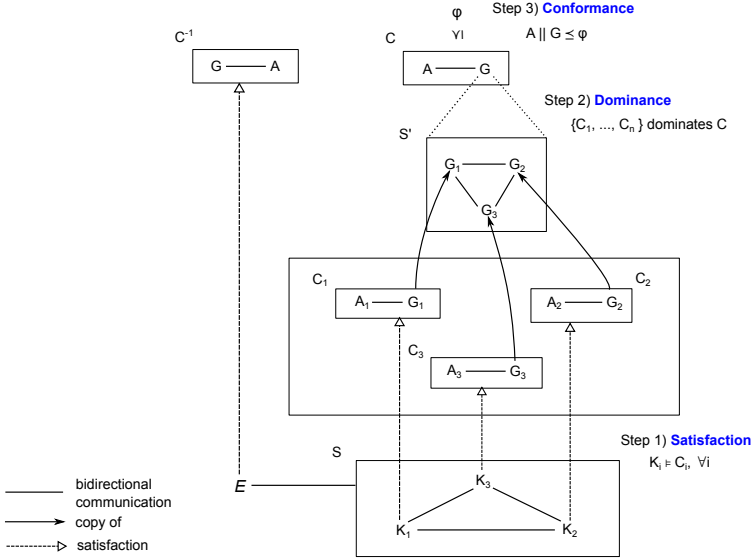 φ
Step 3) Conformance
C⁻¹
C
γι
A || G ⪯ φ
G A
A G
Step 2) Dominance
{C₁, ..., Cₙ } dominates C
S'
G₁ G₂
G₃
C₁
C₂
A₁ G₁
A₂ G₂
C₃
A₃ G₃
Step 1) Satisfaction
Kᵢ ⊧ Cᵢ, ∀i
S
K₃
E
bidirectional
communication
K₁ K₂
copy of
satisfaction